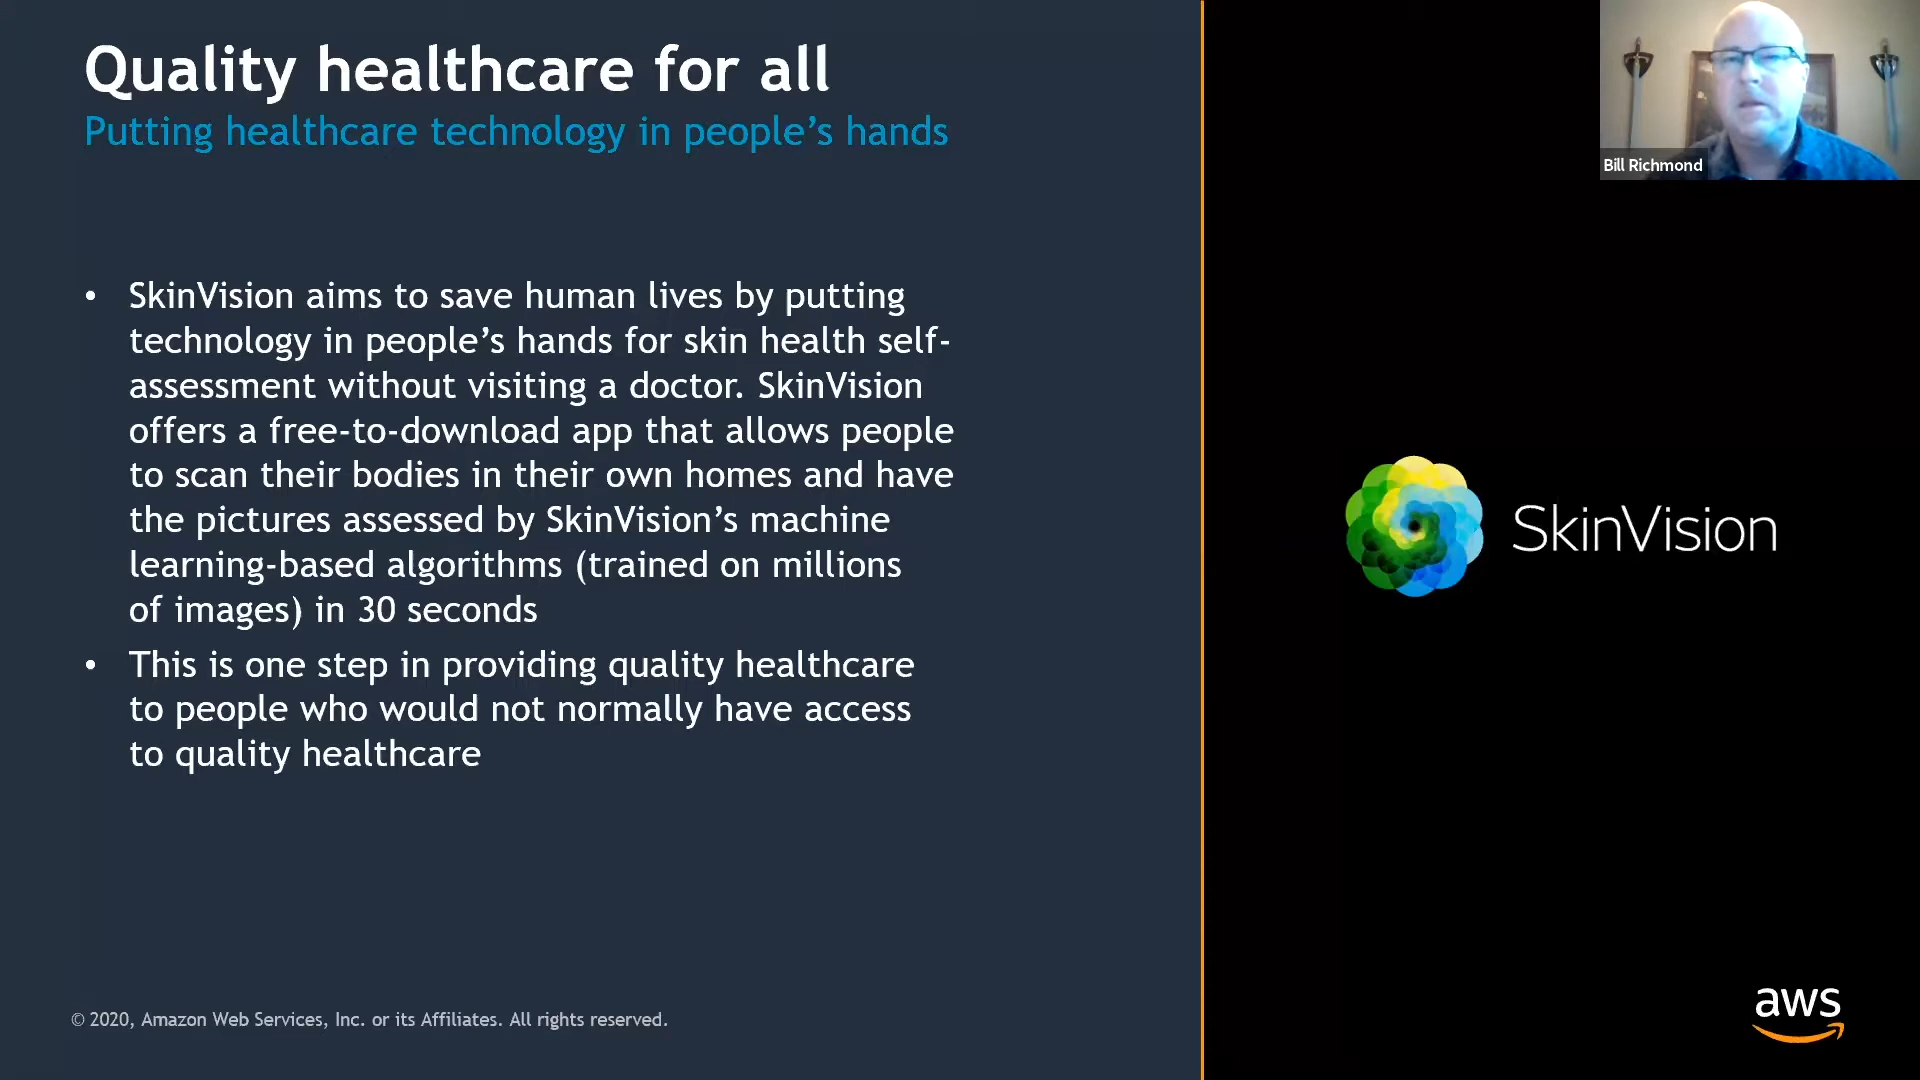 Quality healthcare for all
Putting healthcare technology in people’s hands
Bill Richmond
• SkinVision aims to save human lives by putting
technology in people’s hands for skin health self-
assessment without visiting a doctor. SkinVision
offers a free-to-download app that allows people
to scan their bodies in their own homes and have
the pictures assessed by SkinVision’s machine
learning-based algorithms (trained on millions
of images) in 30 seconds
• This is one step in providing quality healthcare
to people who would not normally have access
to quality healthcare
SkinVision
© 2020, Amazon Web Services, Inc. or its Affiliates. All rights reserved.
aws